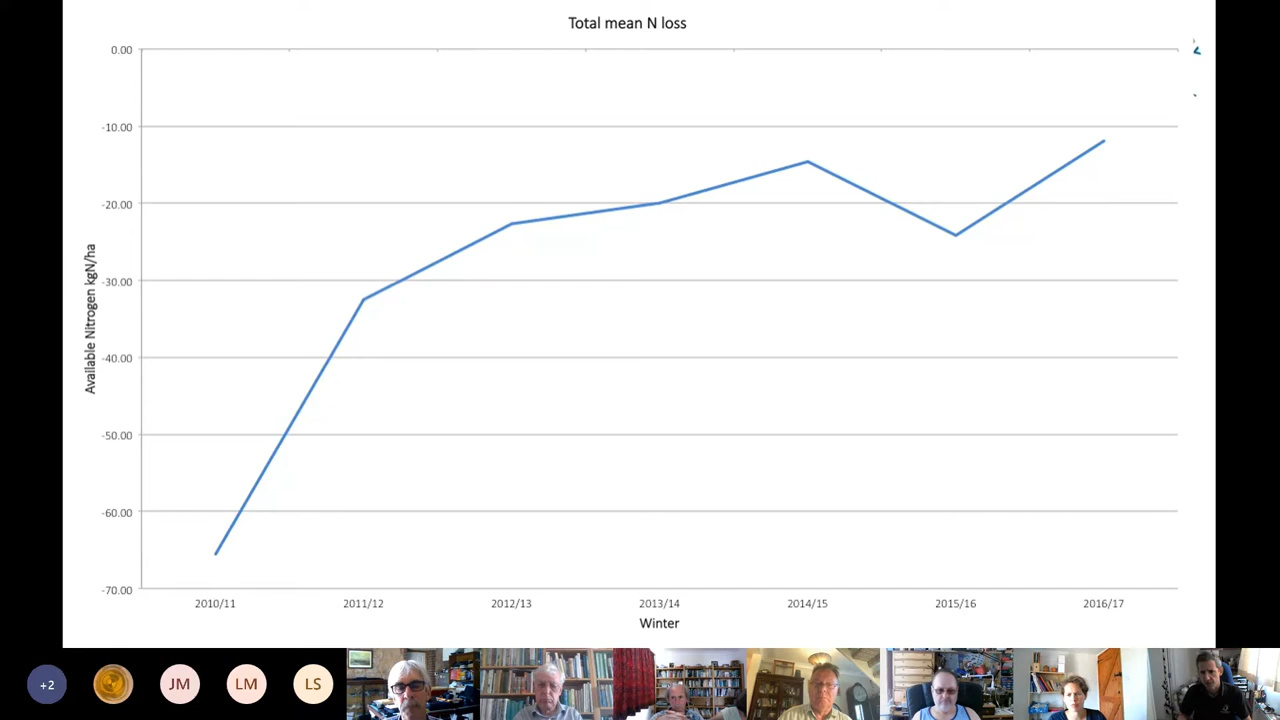 Total mean N loss
0.00
-10.00
-20.00
-30.00
-40.00
-50.00
-60.00
-70.00
Available Nitrogen kgN/ha
2010/11 2011/12 2012/13 2013/14 2014/15 2015/16 2016/17
Winter
+2 JM LM LS